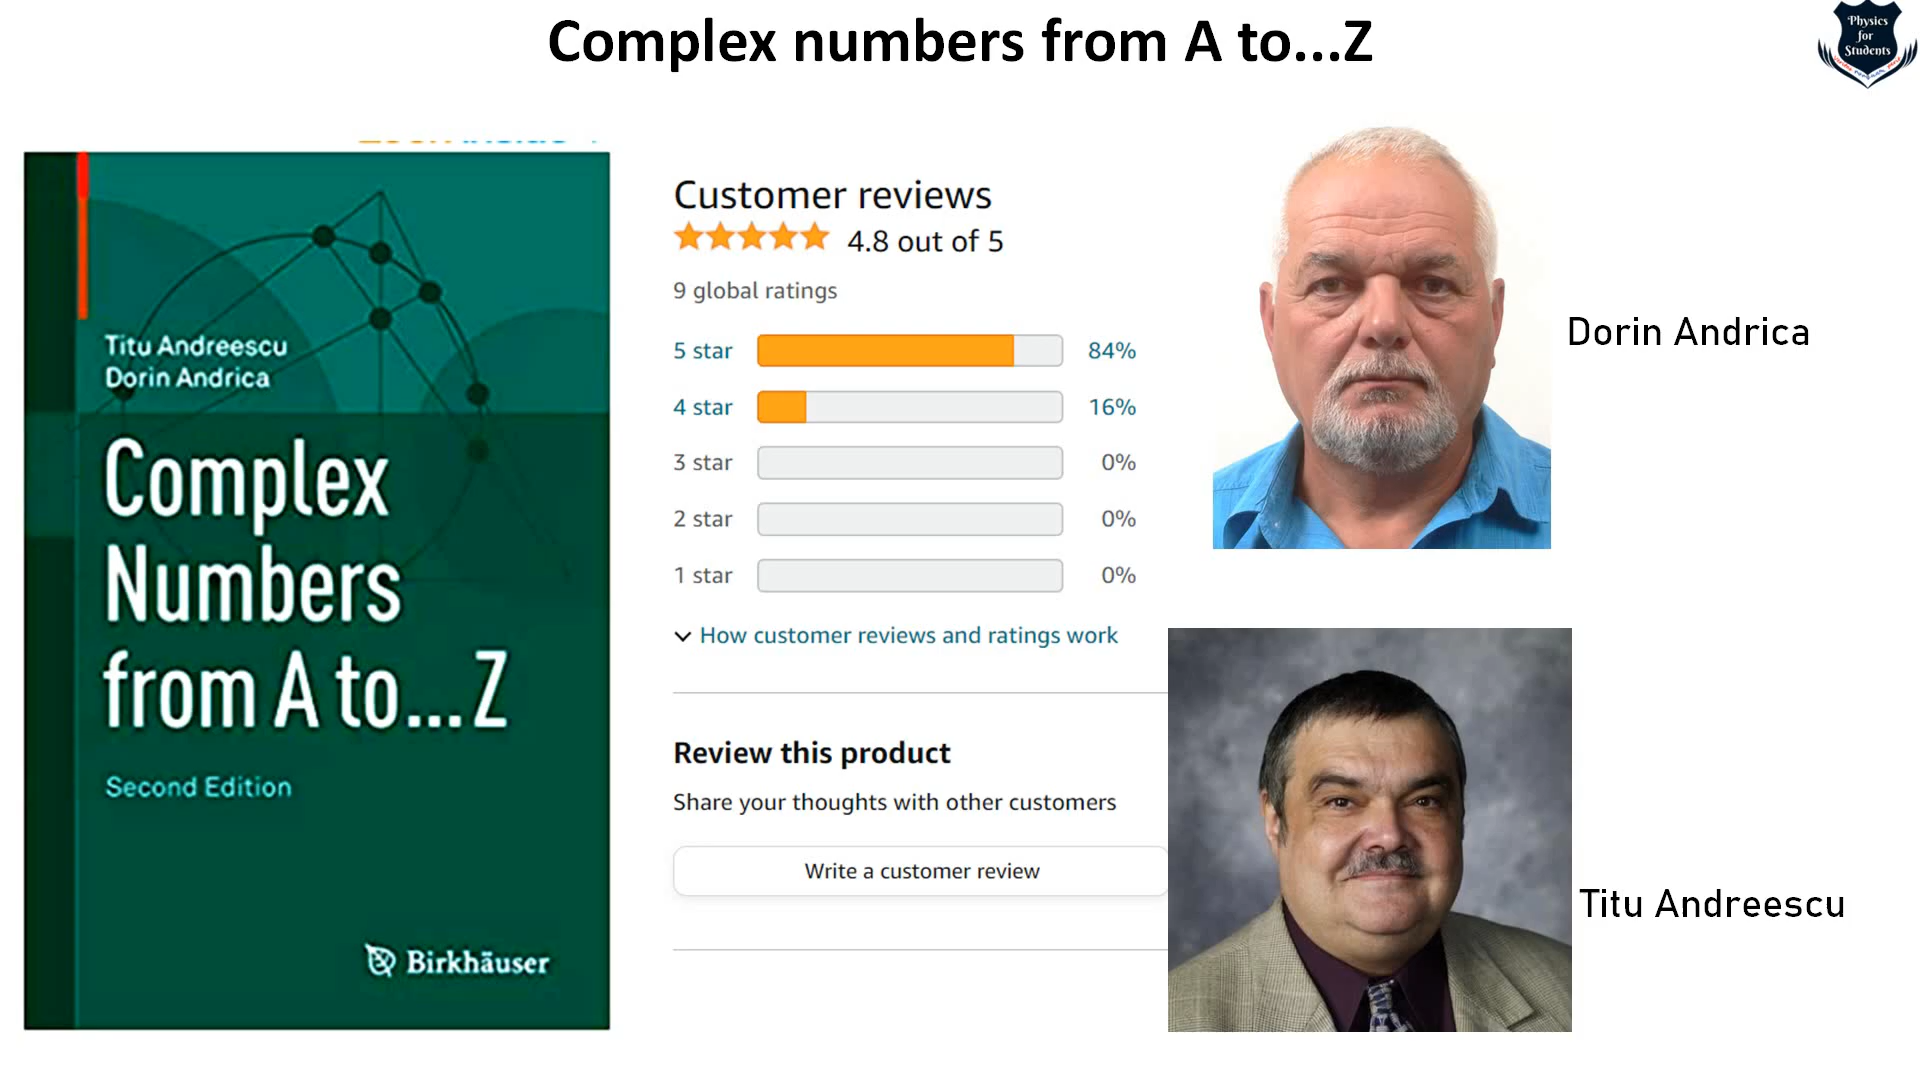 Complex numbers from A to...Z
Physics
for
Students
Titu Andreescu
Dorin Andrica
Complex
Numbers
from A to...Z
Second Edition
Birkhäuser
Customer reviews
4.8 out of 5
9 global ratings
5 star 84%
4 star 16%
3 star 0%
2 star 0%
1 star 0%
How customer reviews and ratings work
Review this product
Share your thoughts with other customers
Write a customer review
Dorin Andrica
Titu Andreescu